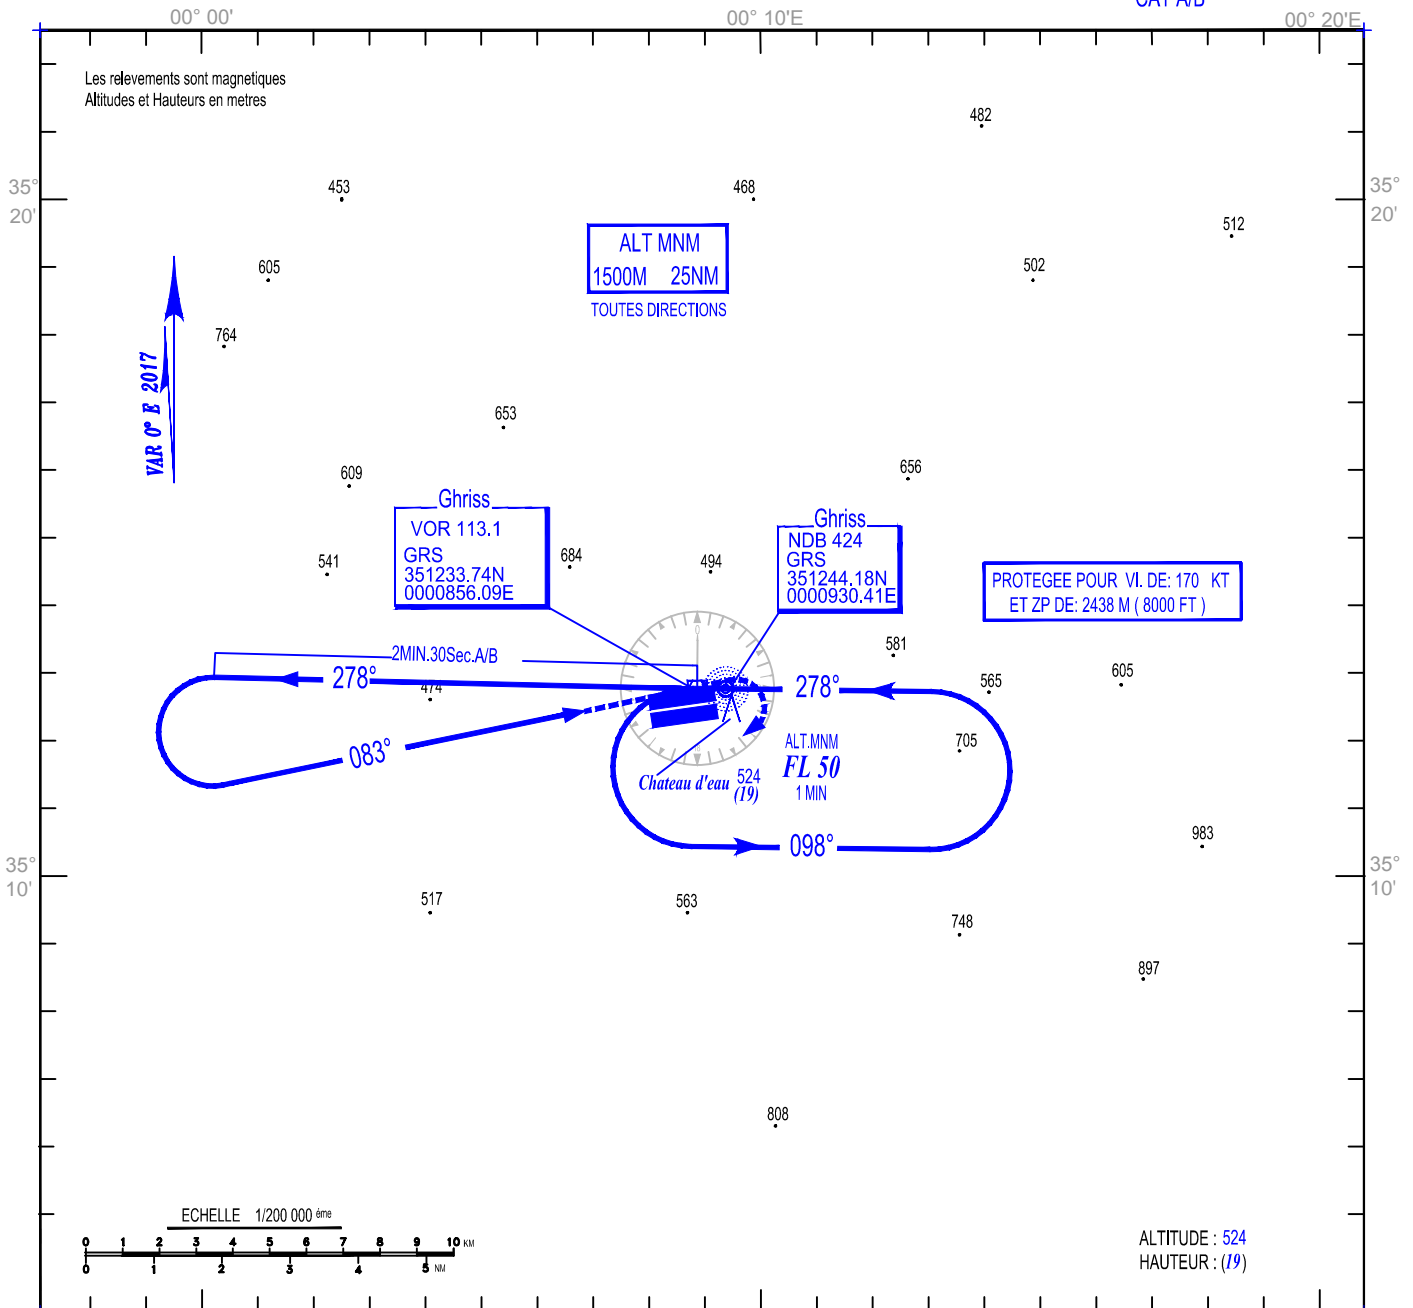 CAT A/B
00° 00'
00° 10'E
00° 20'E
Les relevements sont magnetiques
Altitudes et Hauteurs en metres
482
35°
20'
453
468
35°
20'
512
ALT MNM
1500M 25NM
TOUTES DIRECTIONS
605
502
764
VAR 0° E 2017
653
609
656
Ghriss
VOR 113.1
GRS
351233.74N
0000856.09E
Ghriss
NDB 424
GRS
351244.18N
0000930.41E
541
684
494
PROTEGEE POUR VI. DE: 170 KT
ET ZP DE: 2438 M ( 8000 FT )
0
581
2MIN.30Sec.A/B
278°
278°
474
565
605
083°
705
ALT.MNM
FL 50
1 MIN
Chateau d'eau 524
(19)
098°
983
35°
10'
35°
10'
517
563
748
897
808
ECHELLE 1/200 000 ème
0 1 2 3 4 5 6 7 8 9 10 KM
0 1 2 3 4 5 NM
ALTITUDE : 524
HAUTEUR : (19)